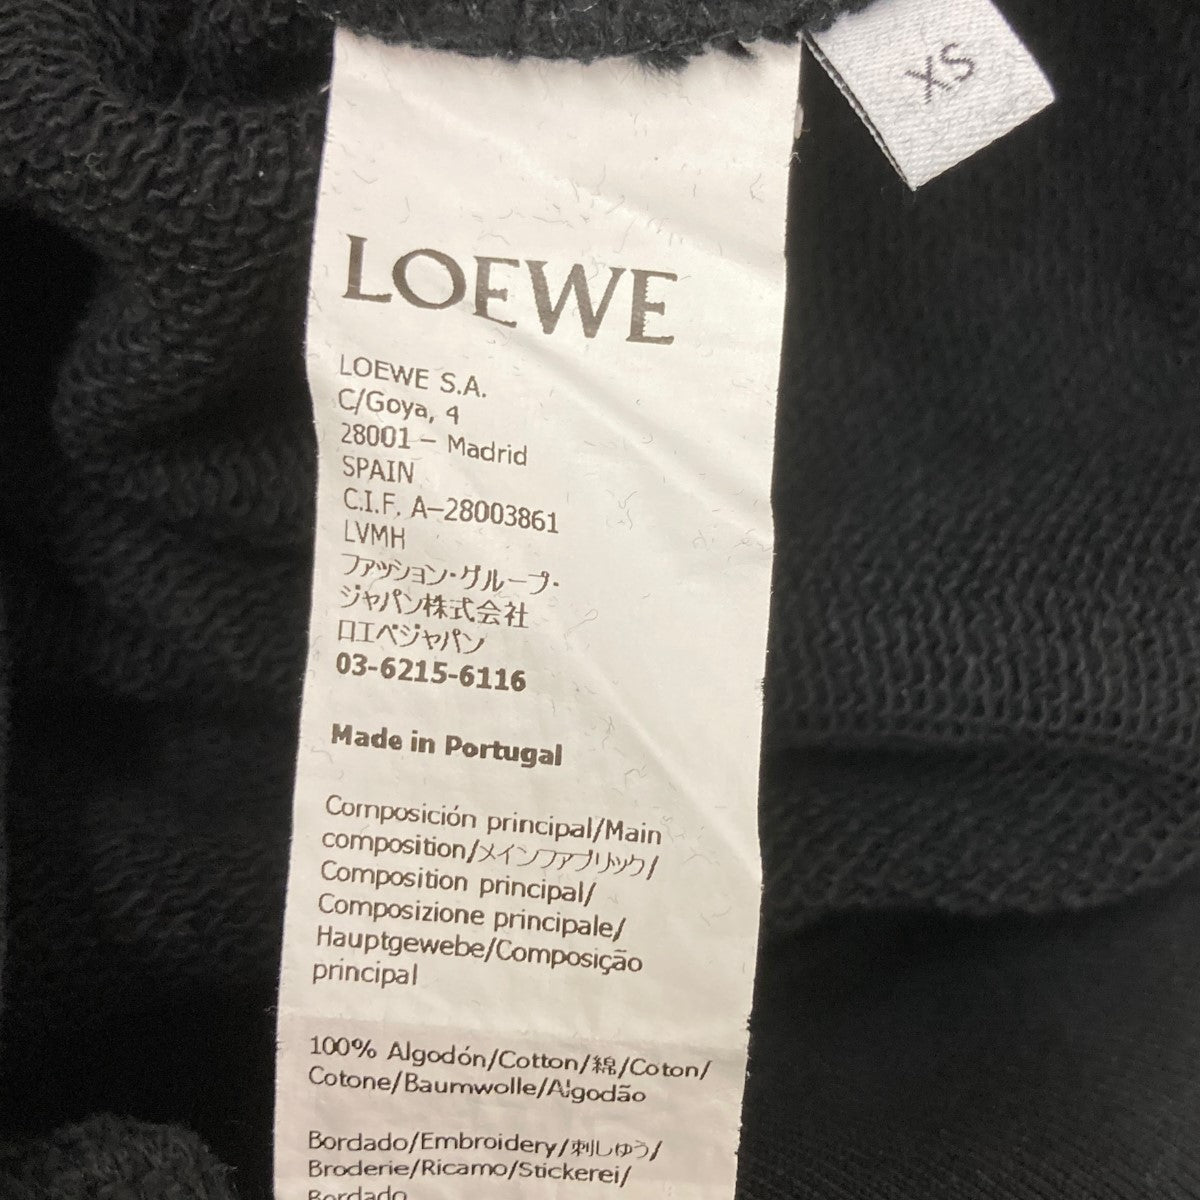 XS
LOEWE
LOEWE S.A.
C/Goya, 4
28001 – Madrid
SPAIN
C.I.F. A–28003861
LVMH
ファッション・グループ・
ジャパン株式会社
ロエベジャパン
03-6215-6116
Made in Portugal
Composición principal/Main
composition/メインファブリック/
Composition principal/
Composizione principale/
Hauptgewebe/Composição
principal
100% Algodón/Cotton/綿/Coton/
Cotone/Baumwolle/Algodão
Bordado/Embroidery/刺しゅう/
Broderie/Ricamo/Stickerei/
Bordado